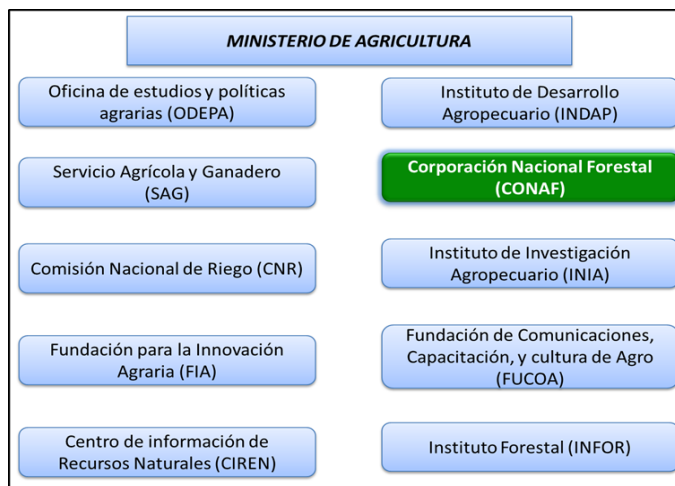 MINISTERIO DE AGRICULTURA
Oficina de estudios y políticas
agrarias (ODEPA)
Instituto de Desarrollo
Agropecuario (INDAP)
Servicio Agrícola y Ganadero
(SAG)
Corporación Nacional Forestal
(CONAF)
Comisión Nacional de Riego (CNR)
Instituto de Investigación
Agropecuario (INIA)
Fundación para la Innovación
Agraria (FIA)
Fundación de Comunicaciones,
Capacitación, y cultura de Agro
(FUCOA)
Centro de información de
Recursos Naturales (CIREN)
Instituto Forestal (INFOR)